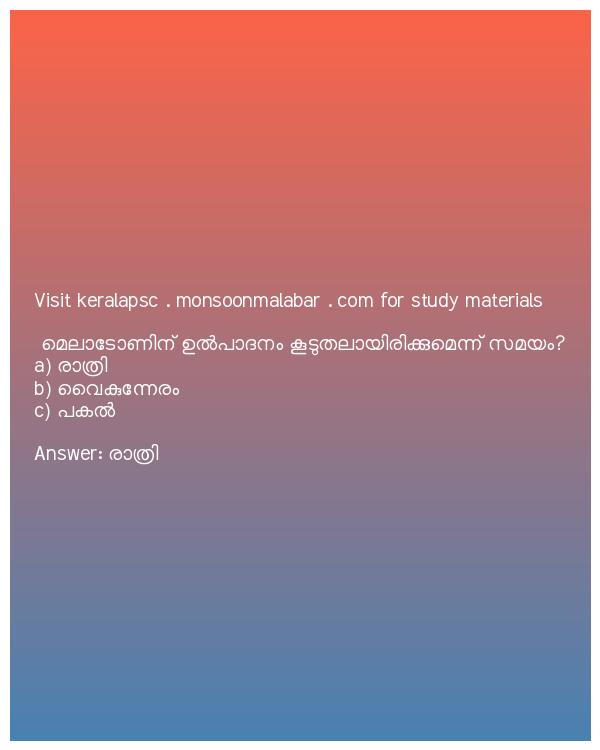 Visit keralapsc . monsoonmalabar . com for study materials
മെലാടോണിന് ഉൽപാദനം കൂടുതലായിരിക്കുമെന്ന് സമയം?
a) രാത്രി
b) വൈകുന്നേരം
c) പകൽ
Answer: രാത്രി